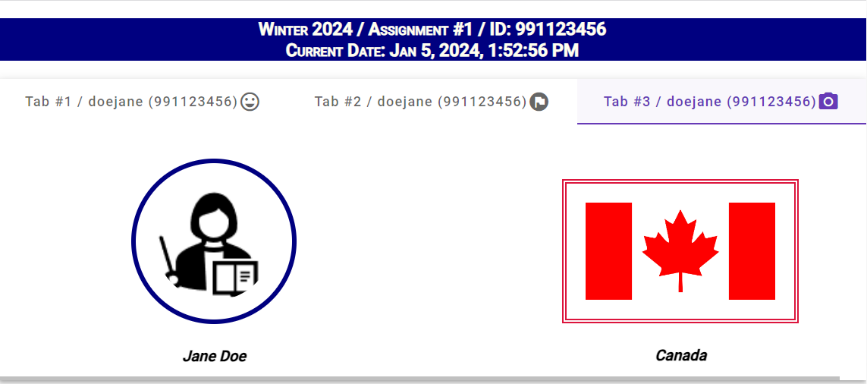 Winter 2024 / Assignment #1 / ID: 991123456
Current Date: Jan 5, 2024, 1:52:56 PM
Tab #1 / doejane (991123456)
Tab #2 / doejane (991123456)
Tab #3 / doejane (991123456)
Jane Doe
Canada